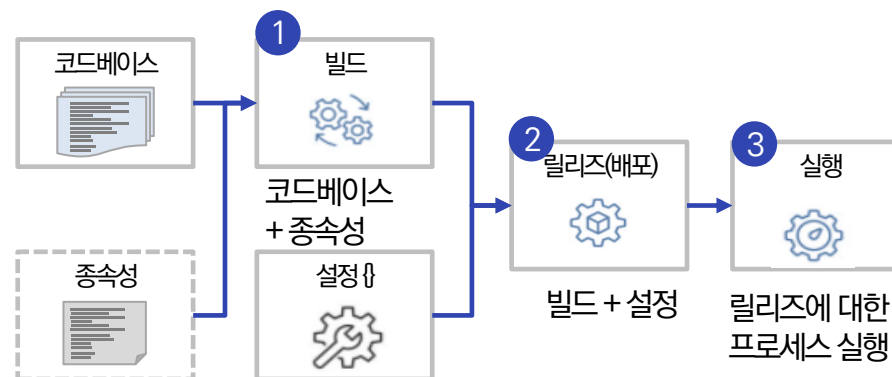 코드베이스
1
빌드
코드베이스
+ 종속성
종속성
설정 {}
2
릴리즈(배포)
빌드 + 설정
3
실행
릴리즈에 대한
프로세스 실행